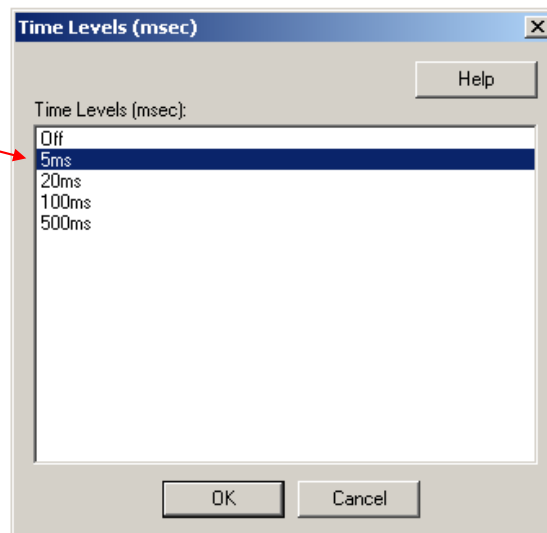 Time Levels (msec)
Help
Time Levels (msec):
Off
5ms
20ms
100ms
500ms
OK
Cancel